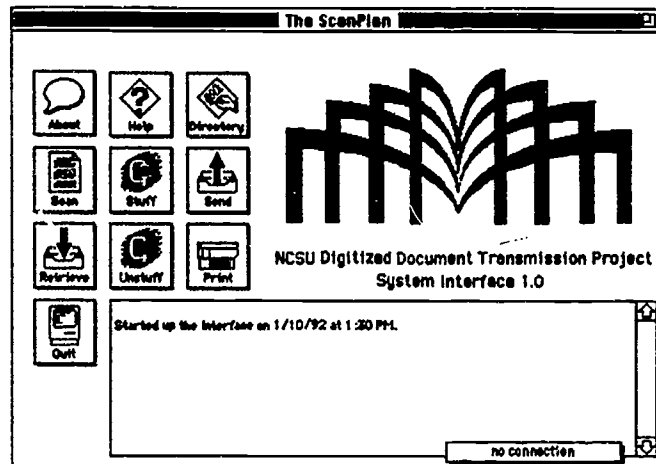 The ScanPlan
About
Help
Directory
Scan
Stuff
Send
Retrieve
Unstuff
Print
Quit
NCSU Digitized Document Transmission Project
System Interface 1.0
Started up the interface on 1/10/92 at 1:30 PM.
no connection